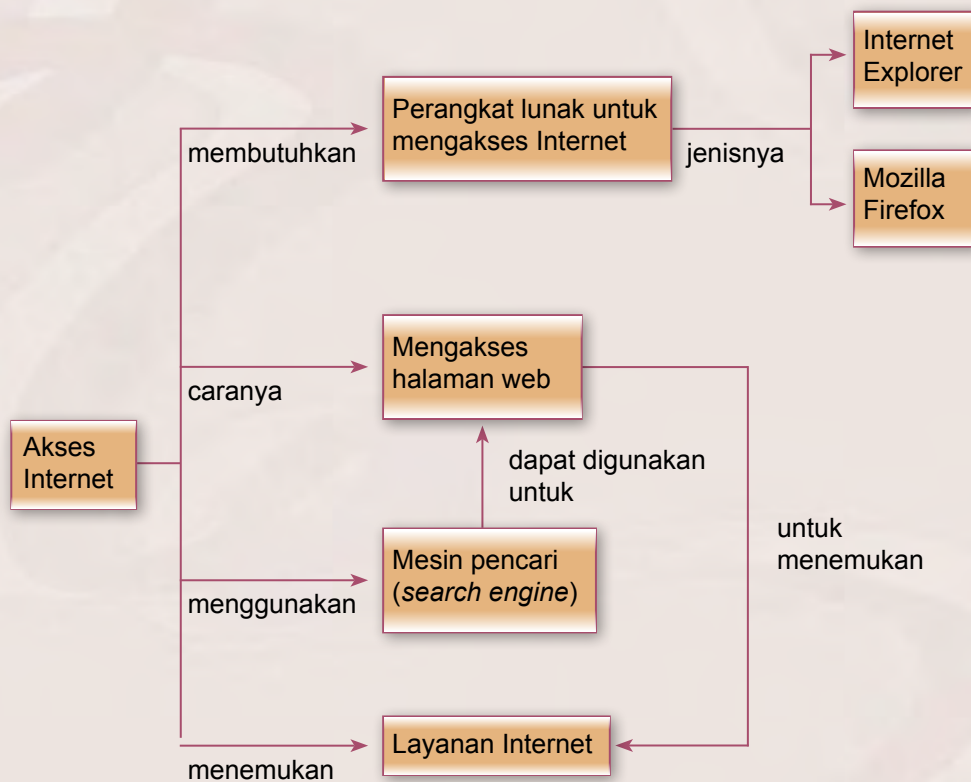 Internet
Explorer
Perangkat lunak untuk
mengakses Internet
membutuhkan
jenisnya
Mozilla
Firefox
Mengakses
halaman web
caranya
Akses
Internet
dapat digunakan
untuk
untuk
menemukan
Mesin pencari
(search engine)
menggunakan
Layanan Internet
menemukan